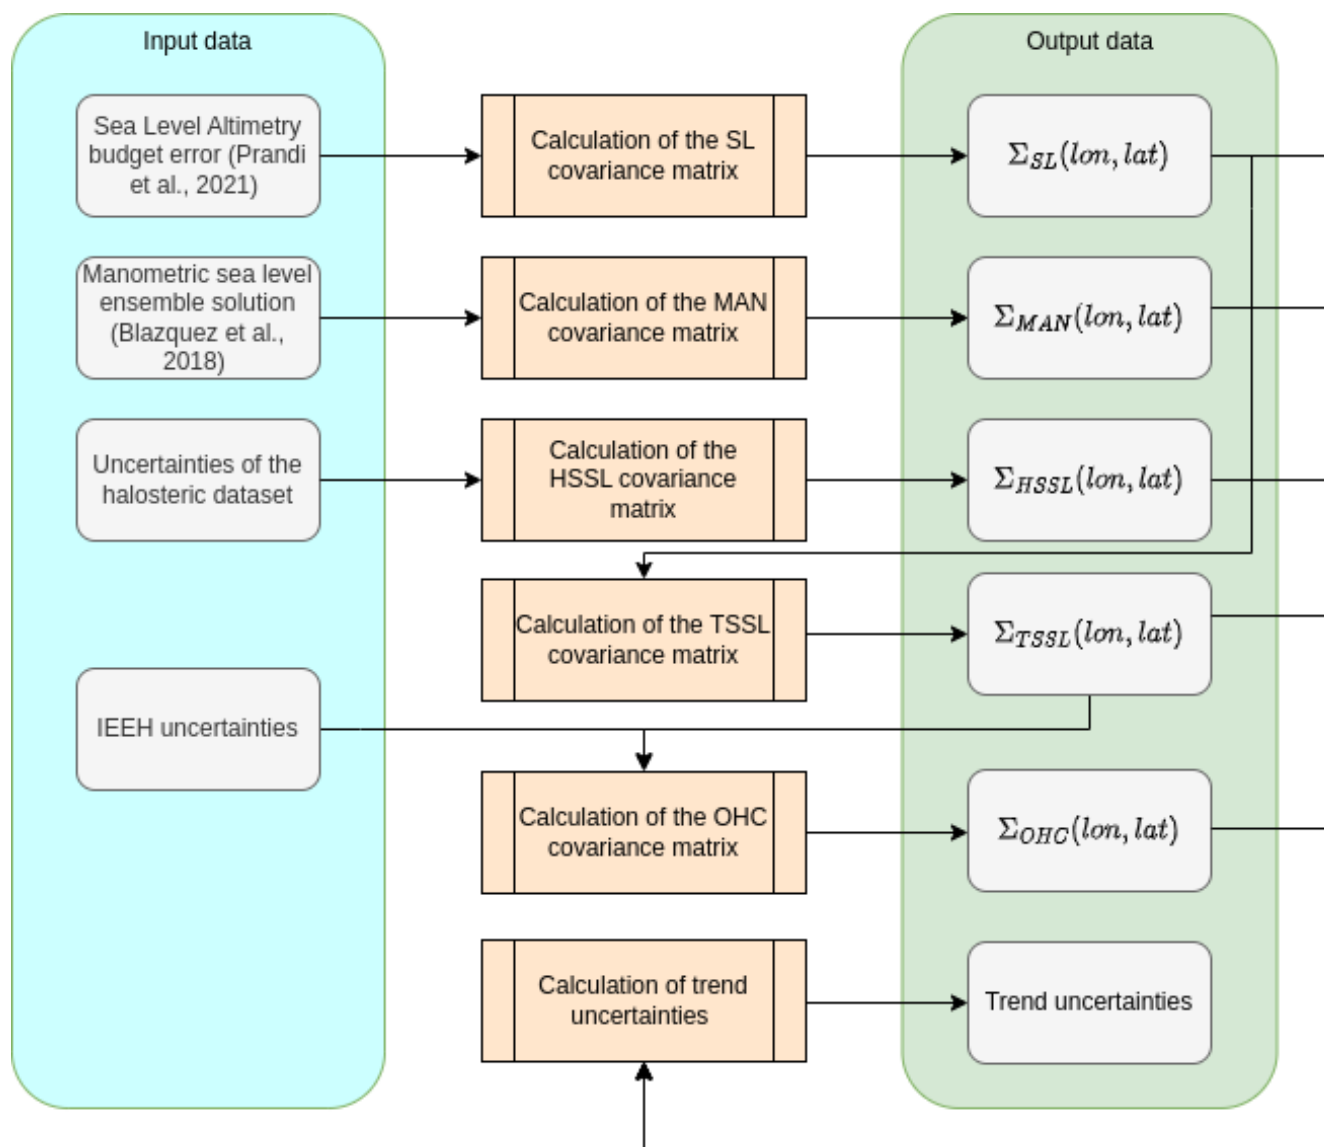 Input data
Output data
Sea Level Altimetry
budget error (Prandi
et al., 2021)
Calculation of the SL
covariance matrix
Σ_SL(lon, lat)
Manometric sea level
ensemble solution
(Blazquez et al.,
2018)
Calculation of the MAN
covariance matrix
Σ_MAN(lon, lat)
Uncertainties of the
halosteric dataset
Calculation of the
HSSL covariance
matrix
Σ_HSSL(lon, lat)
Calculation of the TSSL
covariance matrix
Σ_TSSL(lon, lat)
IEEH uncertainties
Calculation of the OHC
covariance matrix
Σ_OHC(lon, lat)
Calculation of trend
uncertainties
Trend uncertainties